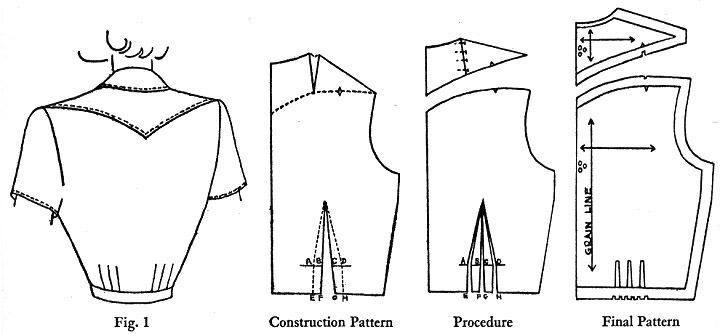 A B C D
E F G H
A B C D
E F G H
GRAIN LINE
Fig. 1
Construction Pattern
Procedure
Final Pattern